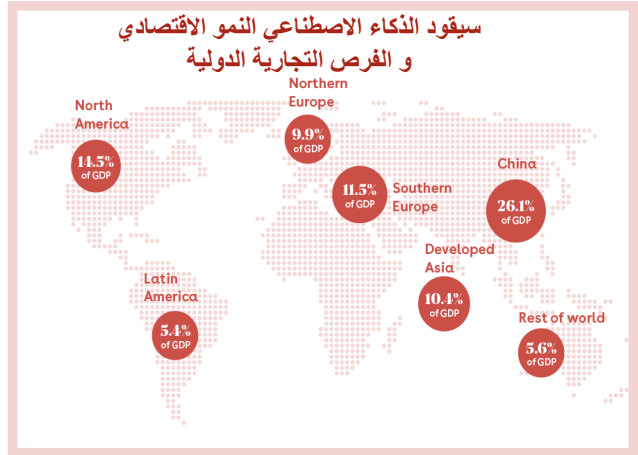 سيقود الذكاء الاصطناعي النمو الاقتصادي
و الفرص التجارية الدولية
Northern
Europe
9.9%
of GDP
North
America
14.5%
of GDP
11.5%
of GDP
Southern
Europe
China
26.1%
of GDP
Developed
Asia
10.4%
of GDP
Latin
America
5.4%
of GDP
Rest of world
5.6%
of GDP